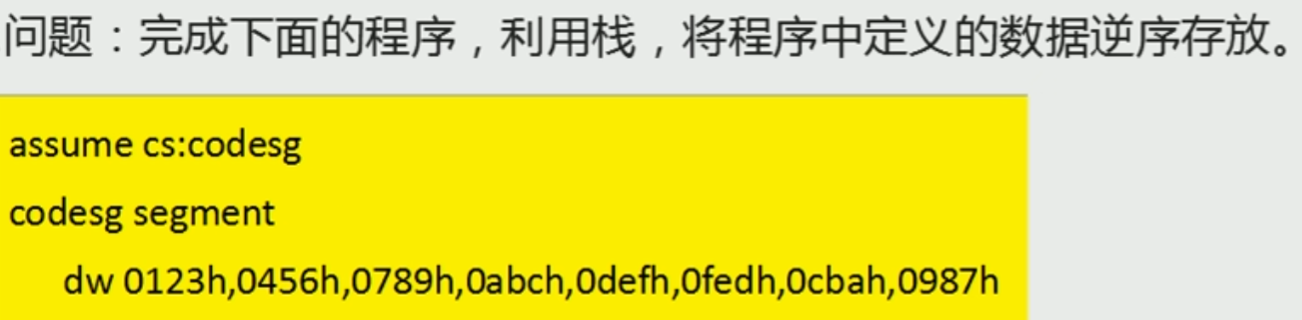 问题：完成下面的程序，利用栈，将程序中定义的数据逆序存放。
assume cs:codesg
codesg segment
dw 0123h,0456h,0789h,0abch,0defh,0fedh,0cbah,0987h